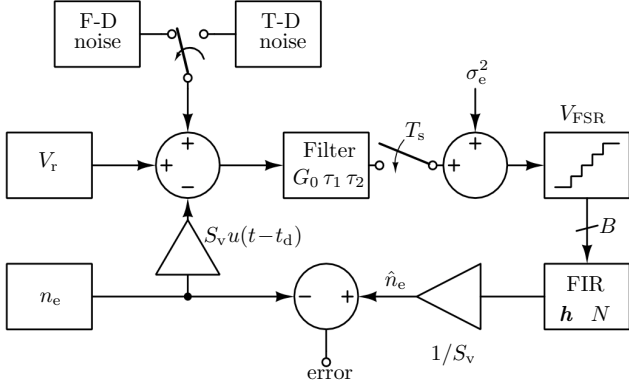 F-D
noise
T-D
noise
σ_e^2
V_FSR
V_r
+
+
−
Filter
G_0 τ_1 τ_2
T_s
+
+
S_v u(t−t_d)
B
n_e
−
+
n̂_e
1/S_v
FIR
h N
error